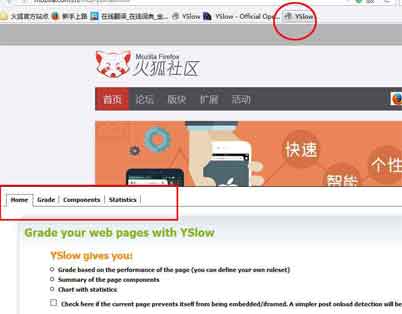 火狐官方站点 新手上路 在线翻译_在线词典_金... YSlow YSlow - Official Ope... YSlow
Mozilla Firefox
火狐社区
首页 论坛 版块 扩展 活动
快速
智能
个性
Home Grade Components Statistics
Grade your web pages with YSlow
YSlow gives you:
Grade based on the performance of the page (you can define your own ruleset)
Summary of the page components
Chart with statistics
Check here if the current page prevents itself from being embedded/iframed. A simpler post onload detection will be